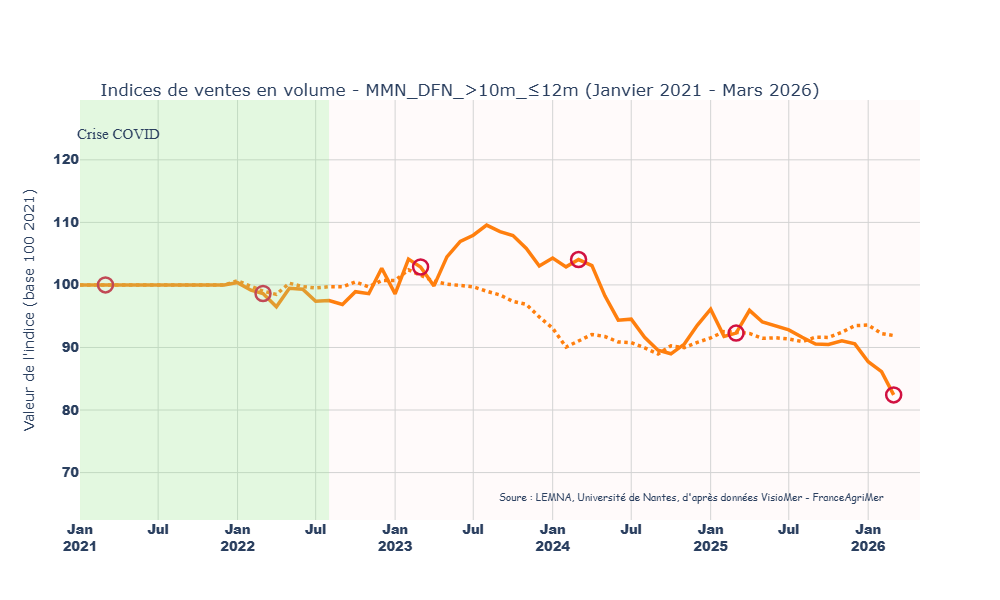 Indices de ventes en volume - MMN_DFN_>10m_≤12m (Janvier 2021 - Mars 2026)
Crise COVID
Valeur de l'indice (base 100 2021)
120
110
100
90
80
70
Soure : LEMNA, Université de Nantes, d'après données VisioMer - FranceAgriMer
Jan Jul Jan Jul Jan Jul Jan Jul Jan Jul Jan
2021 2022 2023 2024 2025 2026